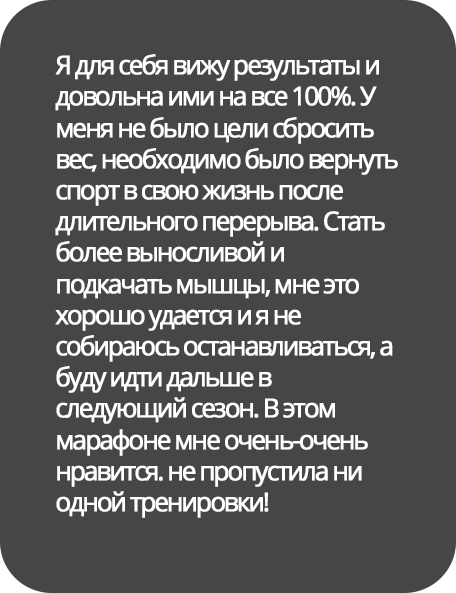 Я для себя вижу результаты и
довольна ими на все 100%. У
меня не было цели сбросить
вес, необходимо было вернуть
спорт в свою жизнь после
длительного перерыва. Стать
более выносливой и
подкачать мышцы, мне это
хорошо удается и я не
собираюсь останавливаться, а
буду идти дальше в
следующий сезон. В этом
марафоне мне очень-очень
нравится. не пропустила ни
одной тренировки!